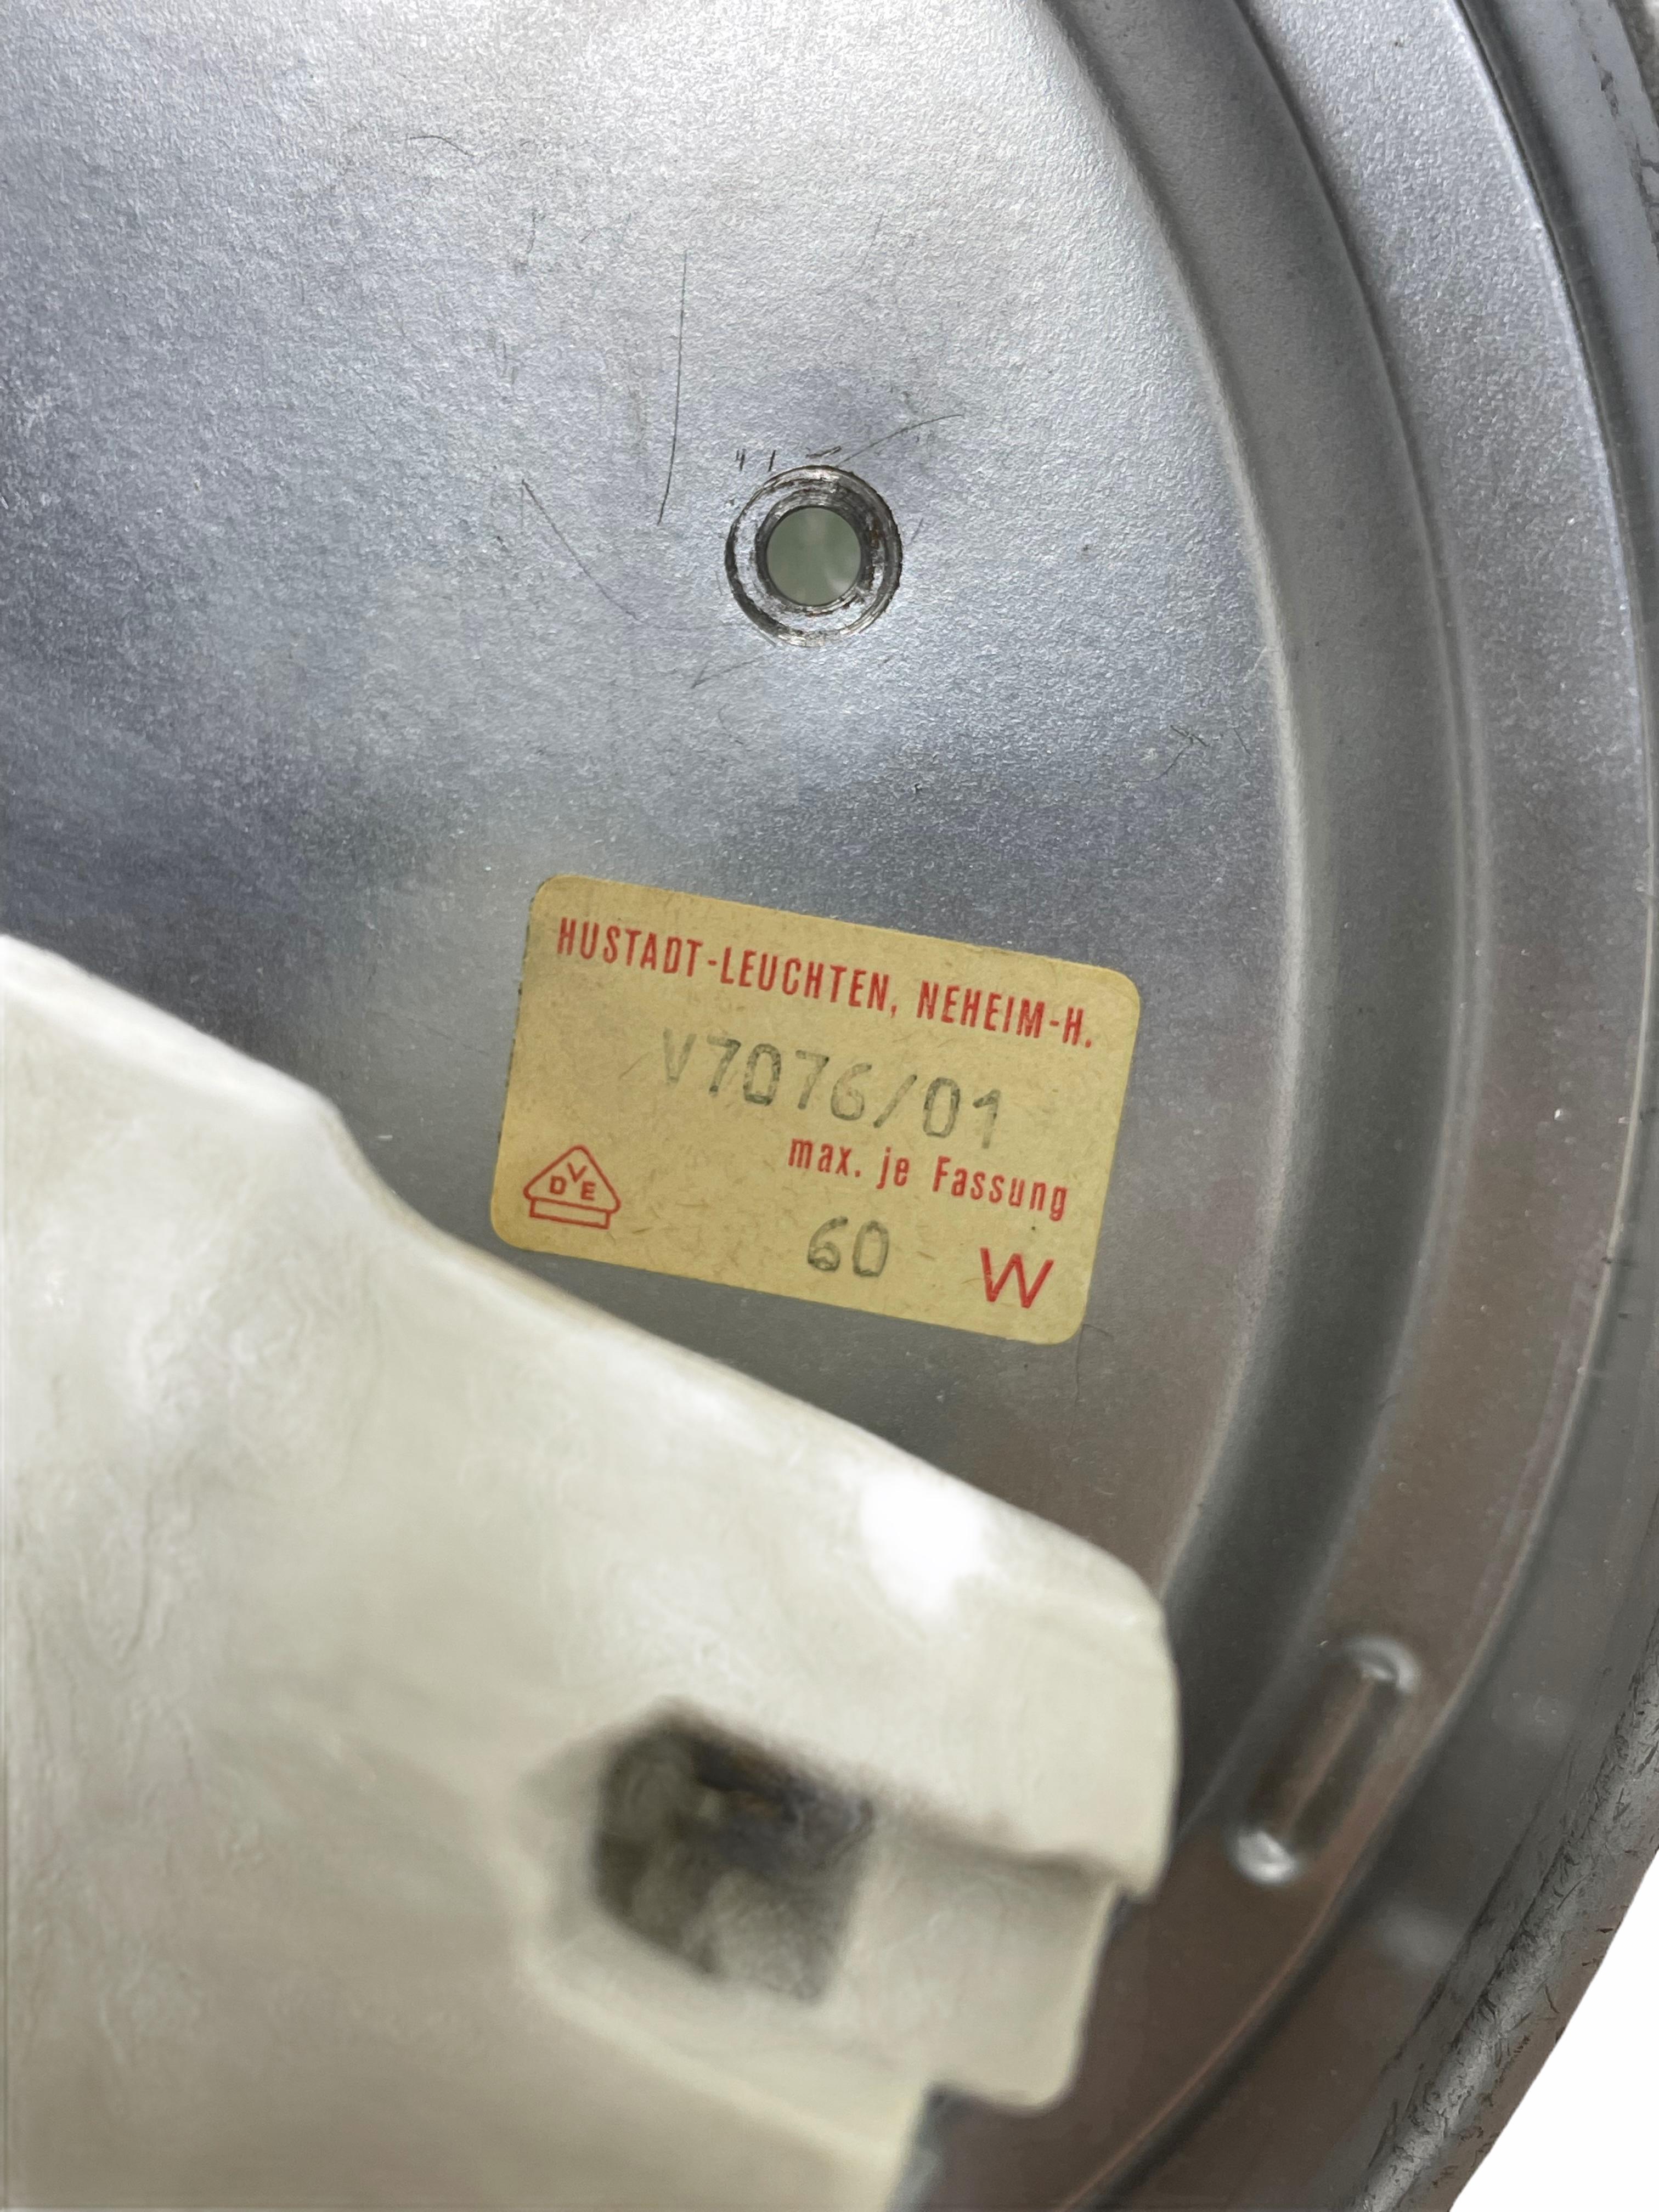 HUSTADT-LEUCHTEN, NEHEIM-H.
V7076/01
max. je Fassung
VDE
60 W